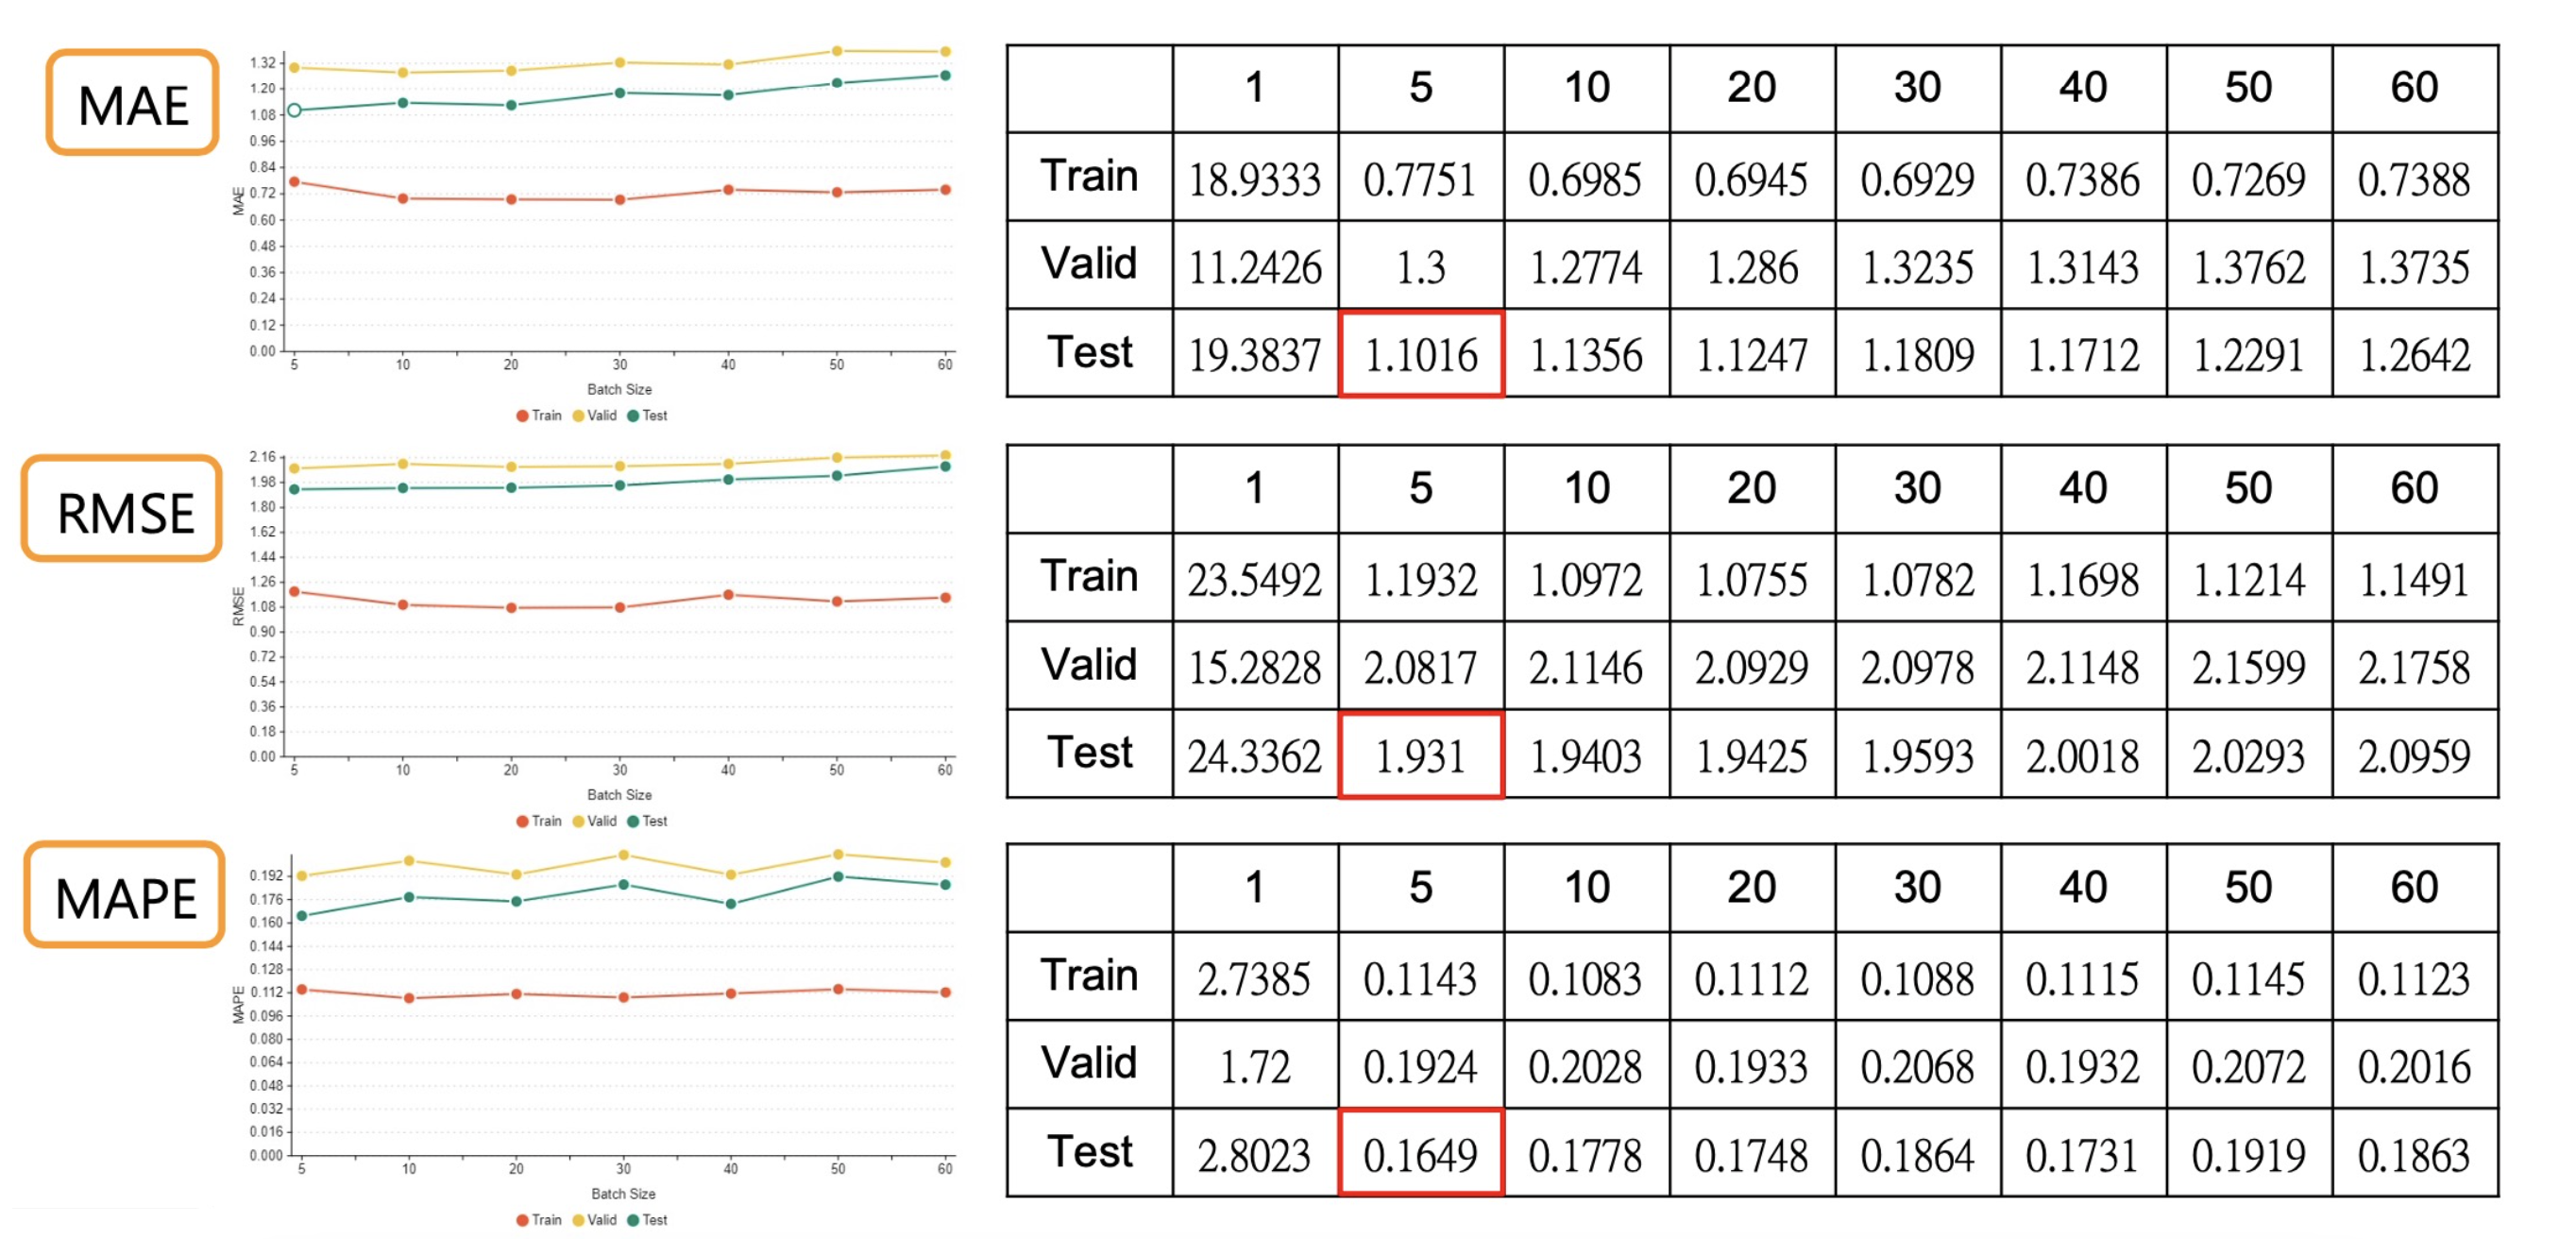 MAE
1.32
1.20
1.08
0.96
0.84
0.72
0.60
0.48
0.36
0.24
0.12
0.00
MAE
5 10 20 30 40 50 60
Batch Size
Train Valid Test
1 5 10 20 30 40 50 60
Train 18.9333 0.7751 0.6985 0.6945 0.6929 0.7386 0.7269 0.7388
Valid 11.2426 1.3 1.2774 1.286 1.3235 1.3143 1.3762 1.3735
Test 19.3837 1.1016 1.1356 1.1247 1.1809 1.1712 1.2291 1.2642
RMSE
2.16
1.98
1.80
1.62
1.44
1.26
1.08
0.90
0.72
0.54
0.36
0.18
0.00
RMSE
5 10 20 30 40 50 60
Batch Size
Train Valid Test
1 5 10 20 30 40 50 60
Train 23.5492 1.1932 1.0972 1.0755 1.0782 1.1698 1.1214 1.1491
Valid 15.2828 2.0817 2.1146 2.0929 2.0978 2.1148 2.1599 2.1758
Test 24.3362 1.931 1.9403 1.9425 1.9593 2.0018 2.0293 2.0959
MAPE
0.192
0.176
0.160
0.144
0.128
0.112
0.096
0.080
0.064
0.048
0.032
0.016
0.000
MAPE
5 10 20 30 40 50 60
Batch Size
Train Valid Test
1 5 10 20 30 40 50 60
Train 2.7385 0.1143 0.1083 0.1112 0.1088 0.1115 0.1145 0.1123
Valid 1.72 0.1924 0.2028 0.1933 0.2068 0.1932 0.2072 0.2016
Test 2.8023 0.1649 0.1778 0.1748 0.1864 0.1731 0.1919 0.1863